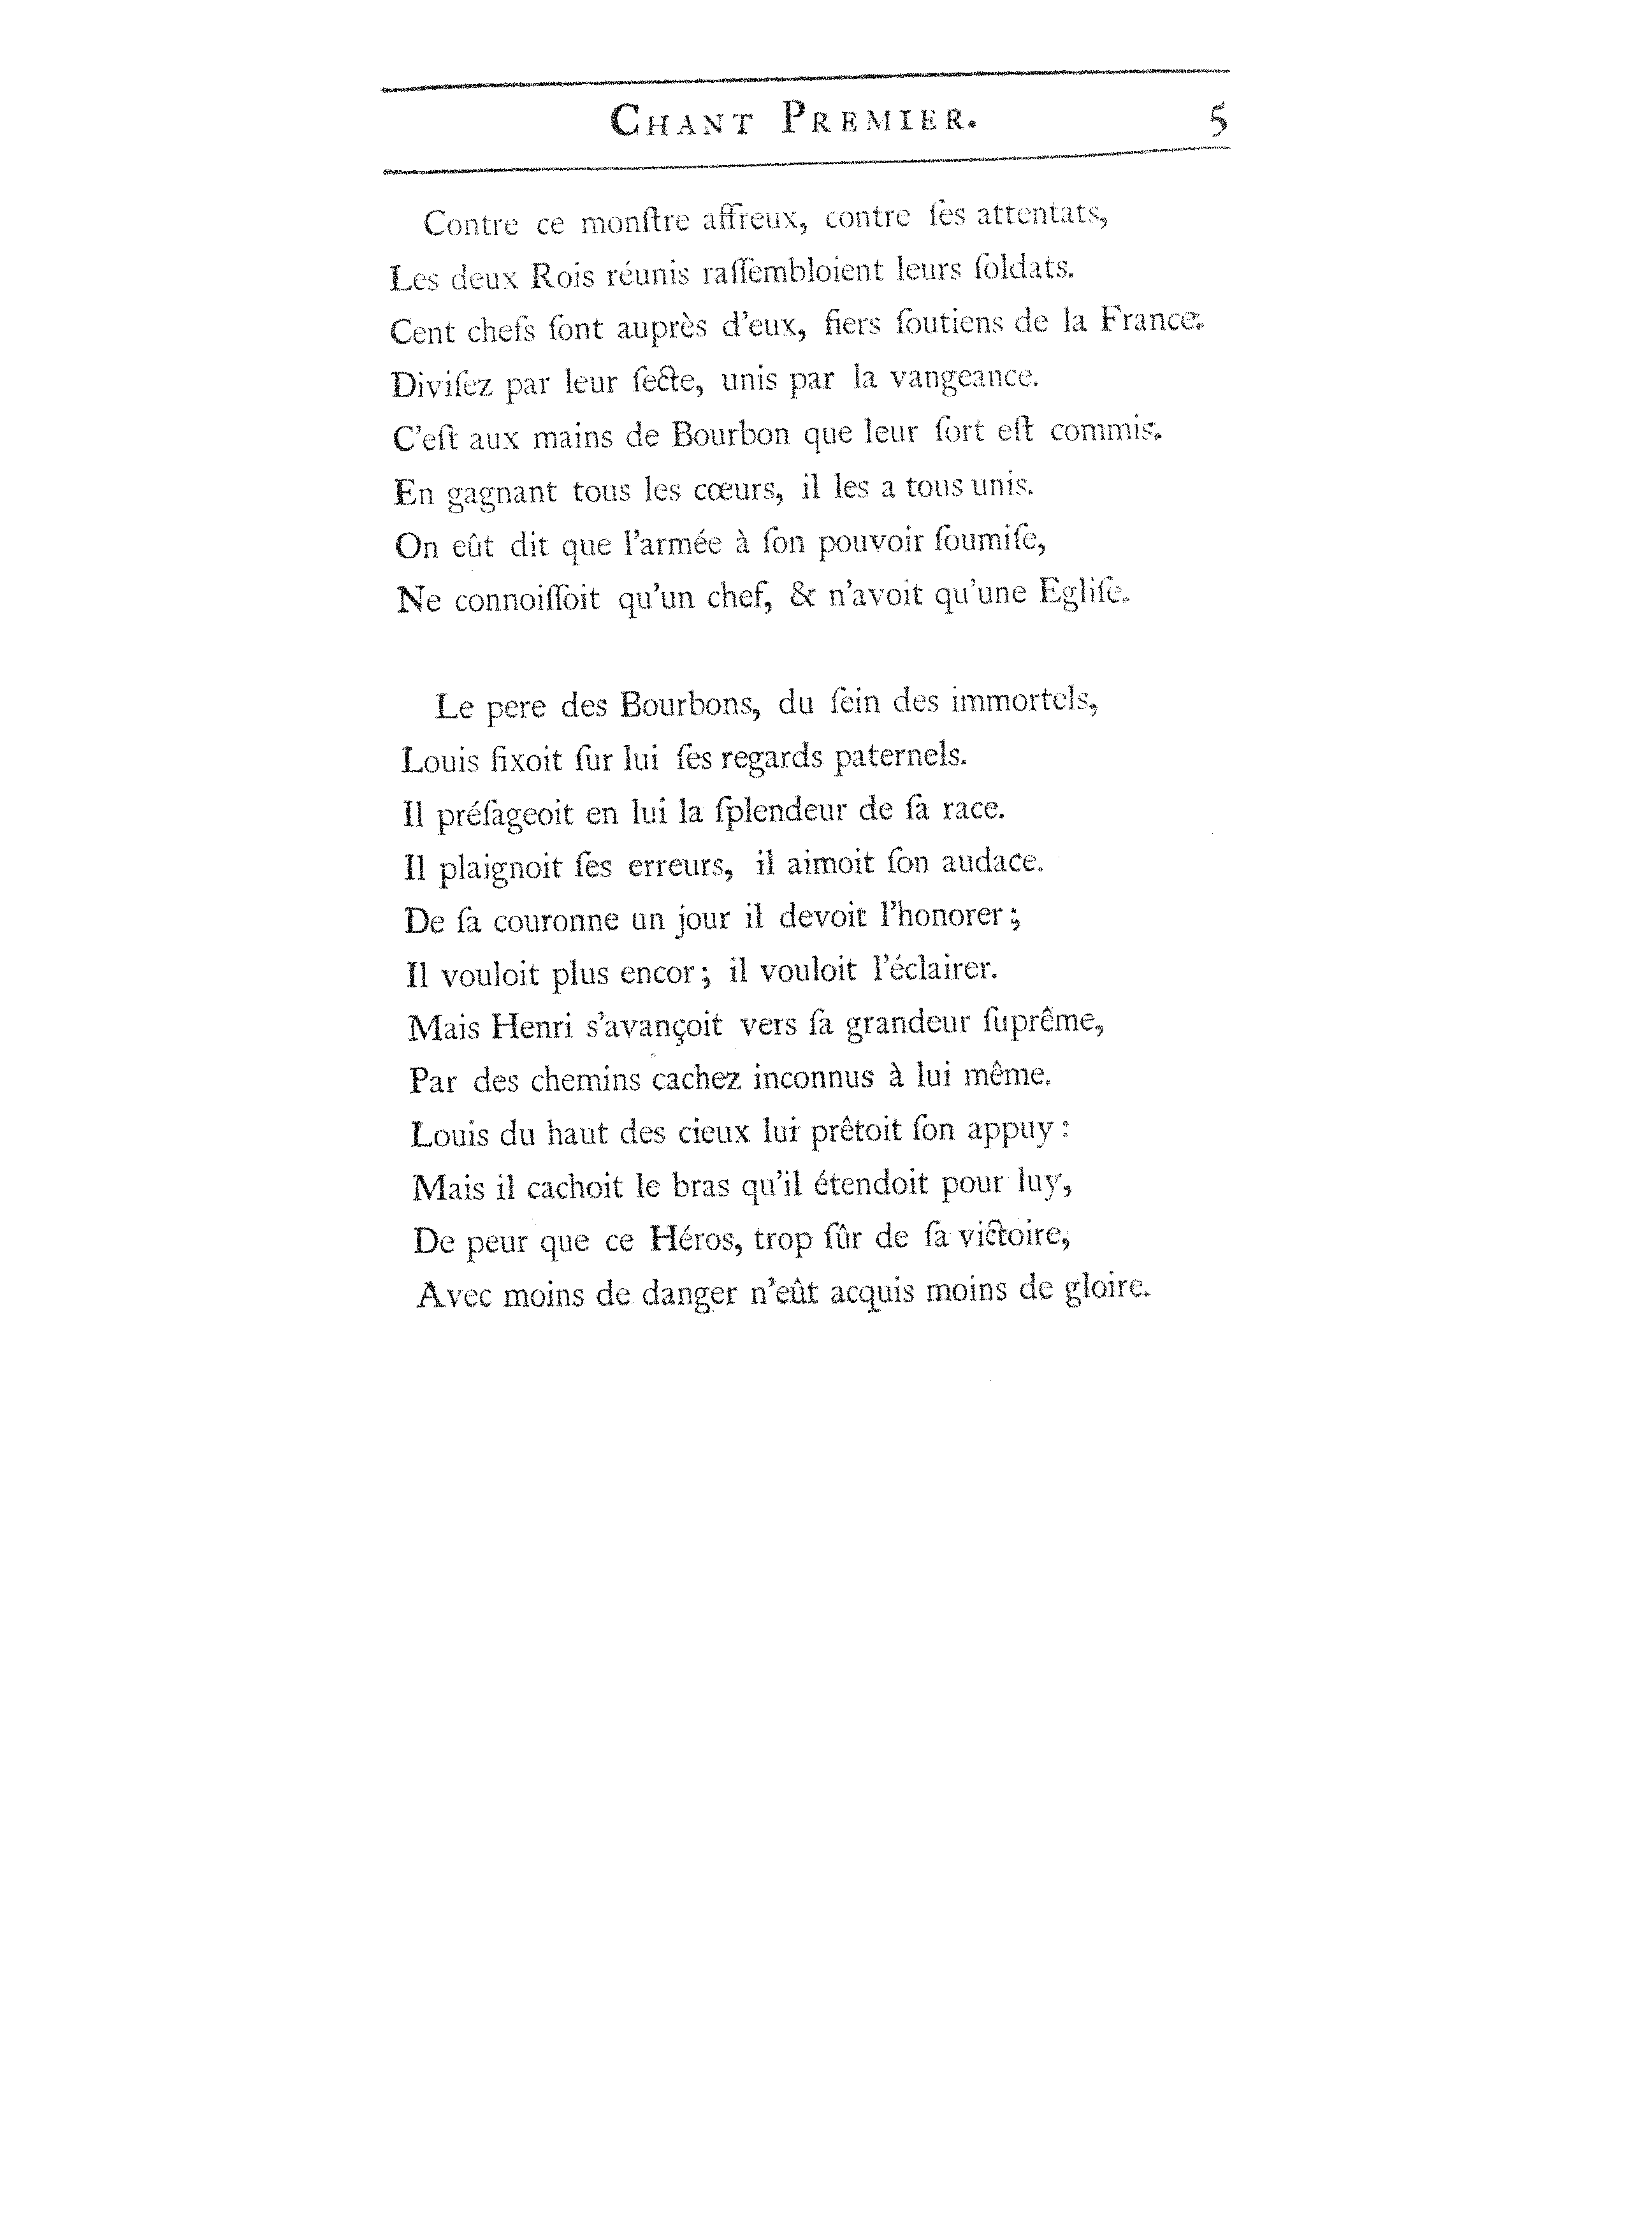 CHANT PREMIER. 5
Contre ce monſtre affreux, contre ſes attentats,
Les deux Rois réunis raſſembloient leurs ſoldats.
Cent chefs ſont auprès d'eux, fiers ſoutiens de la France.
Diviſez par leur ſecte, unis par la vangeance.
C'eſt aux mains de Bourbon que leur ſort eſt commis.
En gagnant tous les cœurs, il les a tous unis.
On eût dit que l'armée à ſon pouvoir ſoumiſe,
Ne connoiſſoit qu'un chef, & n'avoit qu'une Egliſe.
Le pere des Bourbons, du ſein des immortels,
Louis fixoit ſur lui ſes regards paternels.
Il préſageoit en lui la ſplendeur de ſa race.
Il plaignoit ſes erreurs, il aimoit ſon audace.
De ſa couronne un jour il devoit l'honorer ;
Il vouloit plus encor ; il vouloit l'éclairer.
Mais Henri s'avançoit vers ſa grandeur ſuprême,
Par des chemins cachez inconnus à lui même.
Louis du haut des cieux lui prêtoit ſon appuy :
Mais il cachoit le bras qu'il étendoit pour luy,
De peur que ce Héros, trop ſûr de ſa victoire,
Avec moins de danger n'eût acquis moins de gloire.